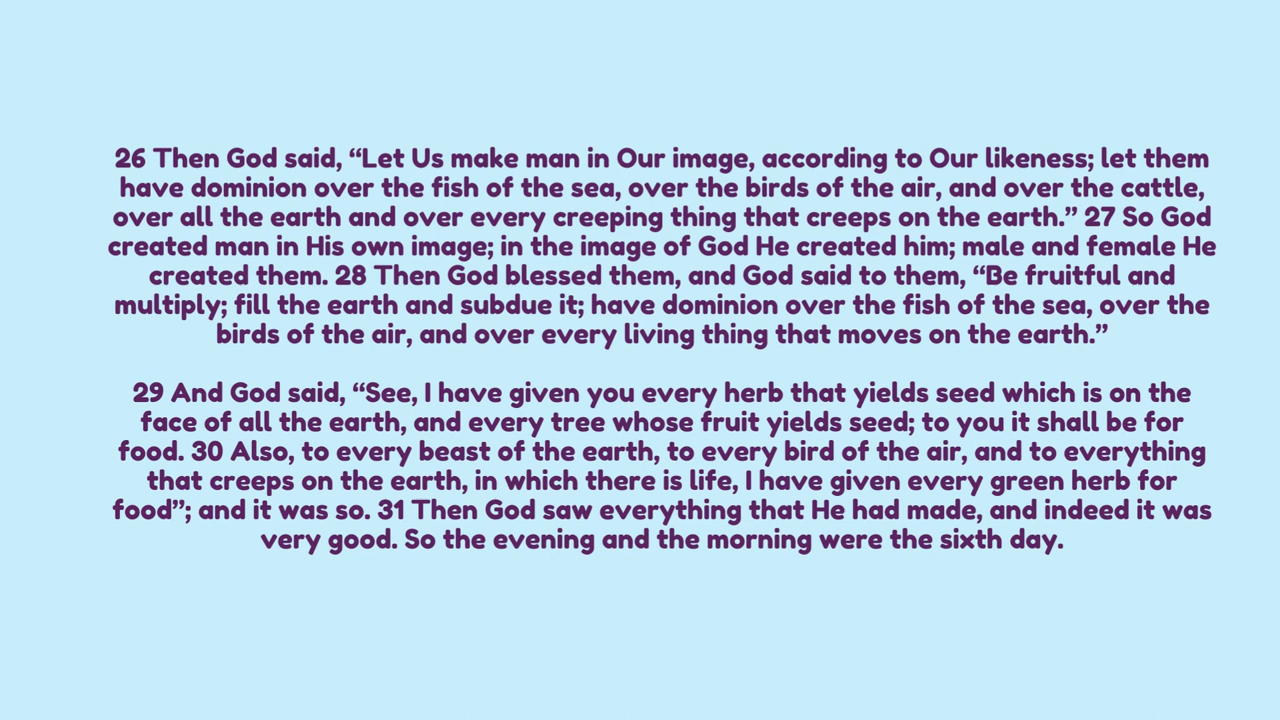 26 Then God said, “Let Us make man in Our image, according to Our likeness; let them
have dominion over the fish of the sea, over the birds of the air, and over the cattle,
over all the earth and over every creeping thing that creeps on the earth.” 27 So God
created man in His own image; in the image of God He created him; male and female He
created them. 28 Then God blessed them, and God said to them, “Be fruitful and
multiply; fill the earth and subdue it; have dominion over the fish of the sea, over the
birds of the air, and over every living thing that moves on the earth.”
29 And God said, “See, I have given you every herb that yields seed which is on the
face of all the earth, and every tree whose fruit yields seed; to you it shall be for
food. 30 Also, to every beast of the earth, to every bird of the air, and to everything
that creeps on the earth, in which there is life, I have given every green herb for
food”; and it was so. 31 Then God saw everything that He had made, and indeed it was
very good. So the evening and the morning were the sixth day.